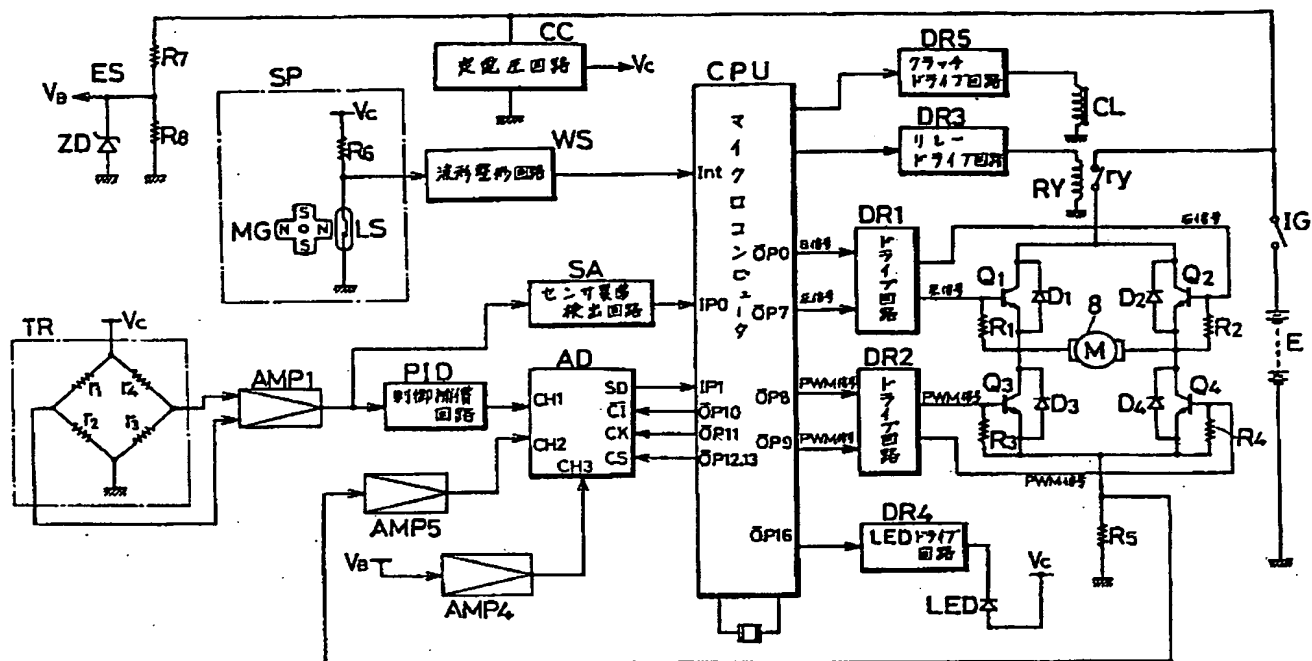 CC
定電圧回路
Vc
R7
ES
VB
R8
ZD
SP
Vc
R6
MG
S
N
N
S
LS
WS
波形整形回路
CPU
マイクロコンピュータ
Int
IP0
IP1
ŌP0
ŌP7
ŌP8
ŌP9
ŌP10
ŌP11
ŌP12.13
ŌP16
DR5
クラッチ
ドライブ回路
CL
DR3
リレー
ドライブ回路
RY
ry
IG
E
DR1
ドライブ回路
DR2
ドライブ回路
PWM信号
PWM信号
PWM信号
PWM信号
Q1
D1
R1
Q2
D2
R2
8
M
Q3
D3
R3
Q4
D4
R4
R5
SA
センサ異常
検出回路
TR
Vc
r1
r4
r2
r3
AMP1
PID
制御補償
回路
AD
CH1
CH2
CH3
SD
C̄Ī
CK
CS
AMP5
VB
AMP4
DR4
LEDドライブ
回路
LED
Vc